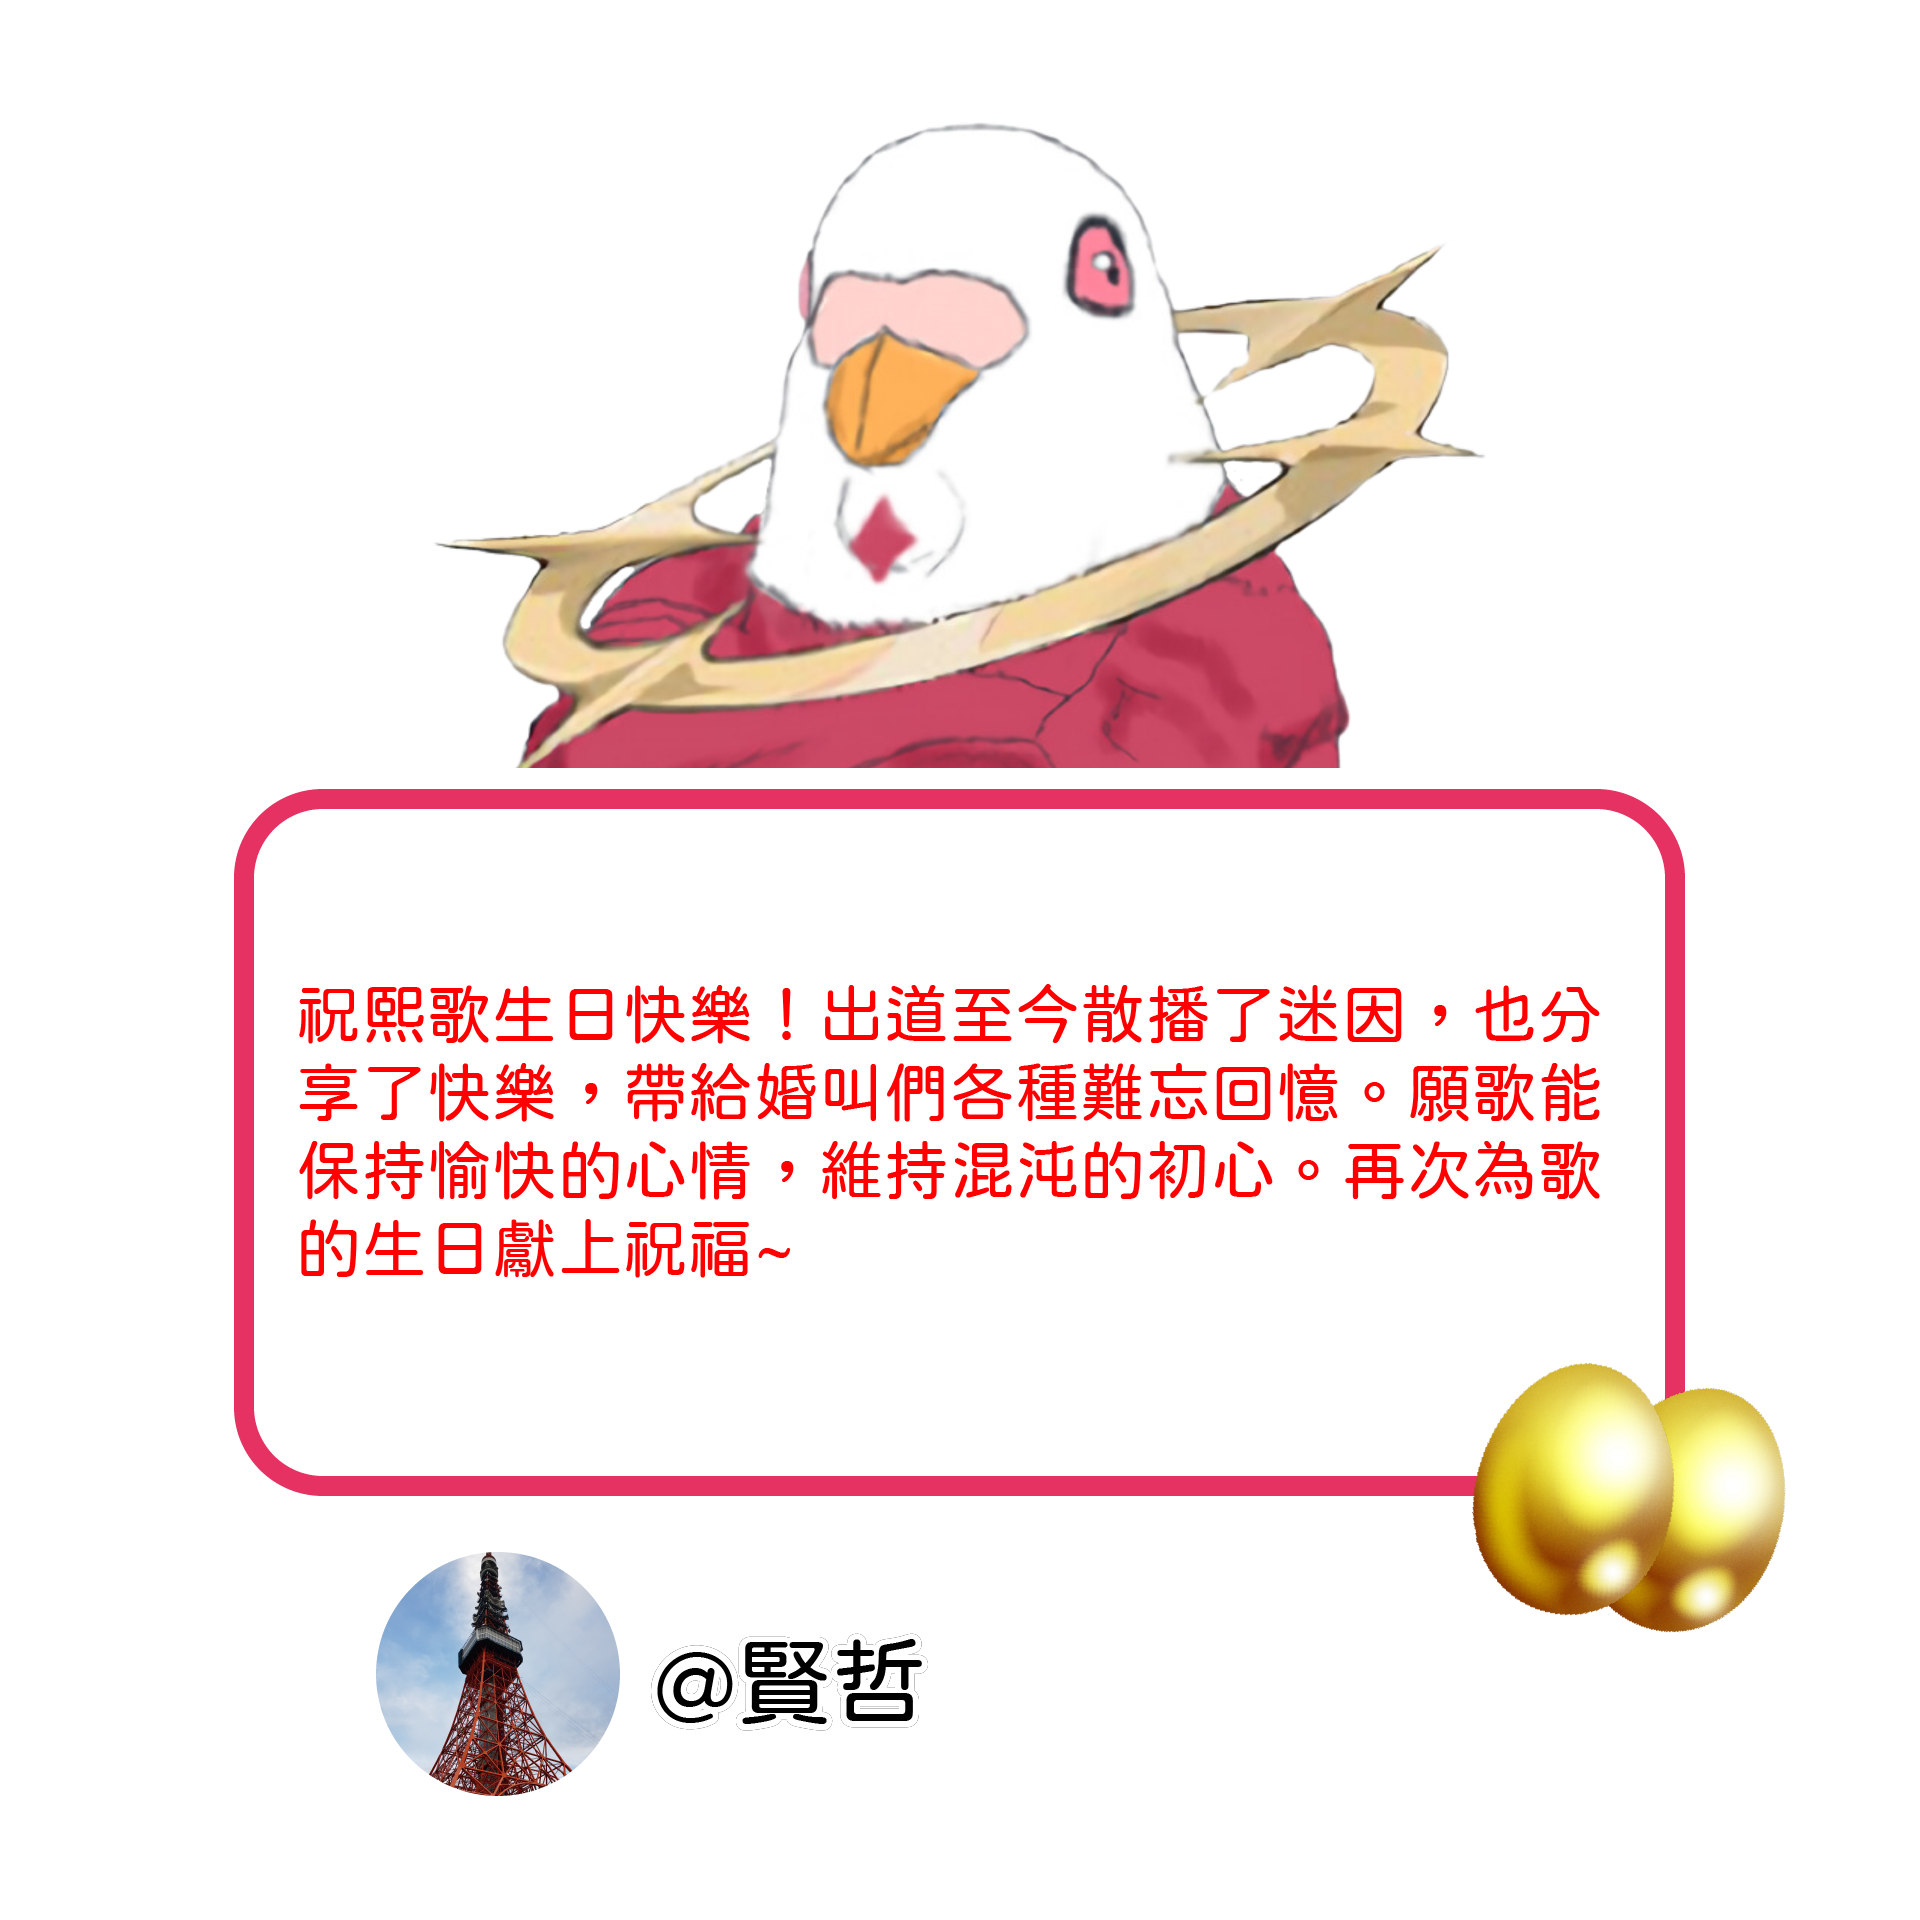 祝熙歌生日快樂！出道至今散播了迷因，也分
享了快樂，帶給婚叫們各種難忘回憶。願歌能
保持愉快的心情，維持混沌的初心。再次為歌
的生日獻上祝福~
@賢哲